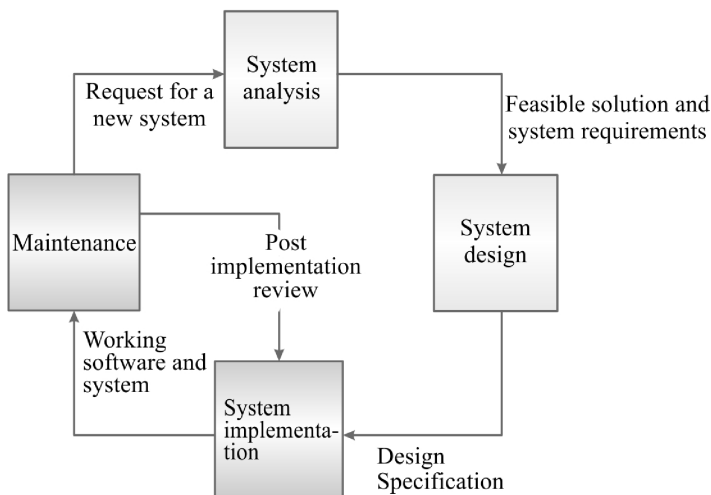 System
analysis
Request for a
new system
Feasible solution and
system requirements
Maintenance
System
design
Post
implementation
review
Working
software and
system
System
implementa-
tion
Design
Specification